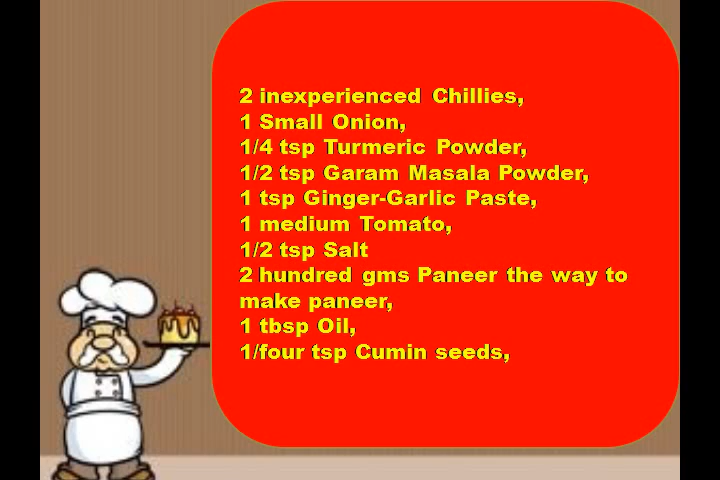 2 inexperienced Chillies,
1 Small Onion,
1/4 tsp Turmeric Powder,
1/2 tsp Garam Masala Powder,
1 tsp Ginger-Garlic Paste,
1 medium Tomato,
1/2 tsp Salt
2 hundred gms Paneer the way to
make paneer,
1 tbsp Oil,
1/four tsp Cumin seeds,